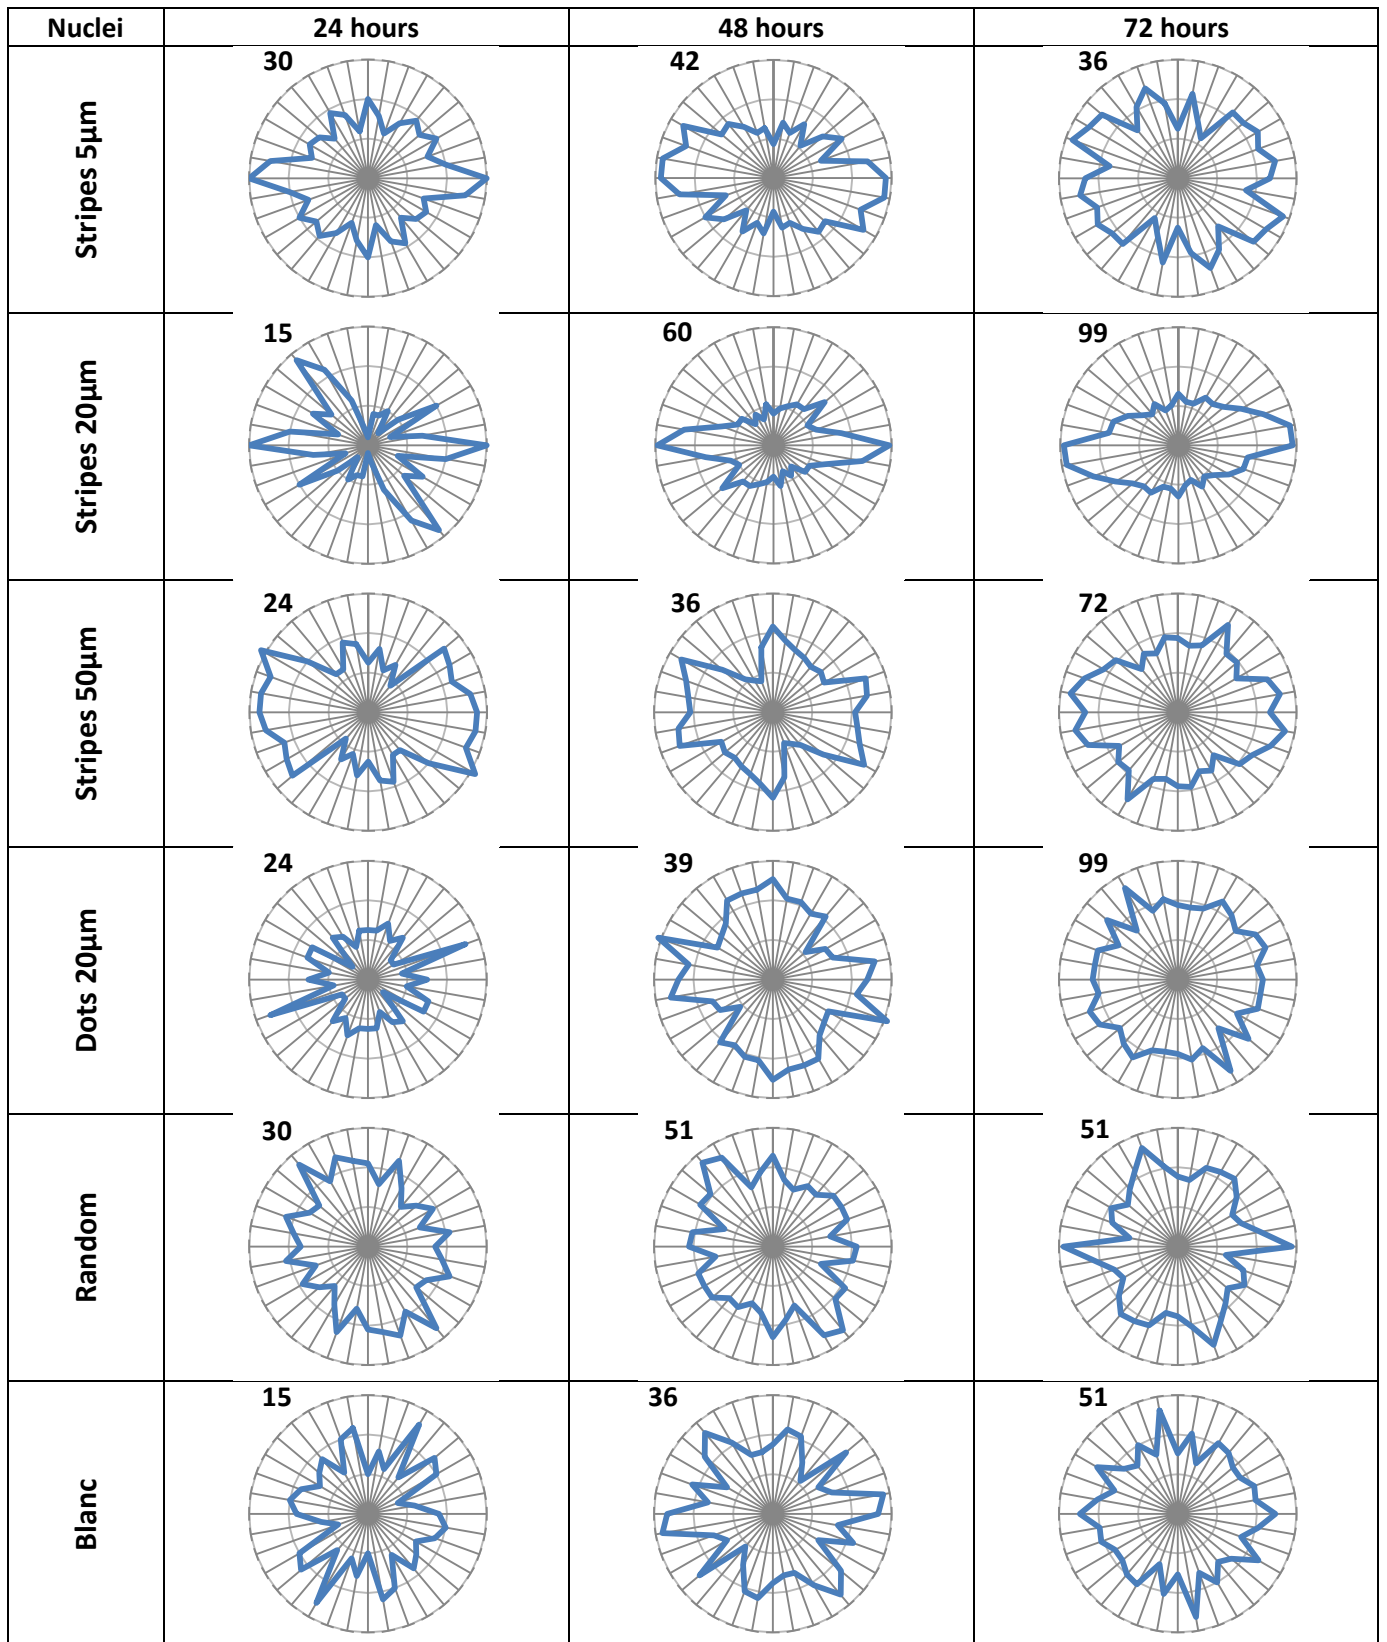 Nuclei 24 hours 48 hours 72 hours
Stripes 5µm 30 42 36
Stripes 20µm 15 60 99
Stripes 50µm 24 36 72
Dots 20µm 24 39 99
Random 30 51 51
Blanc 15 36 51